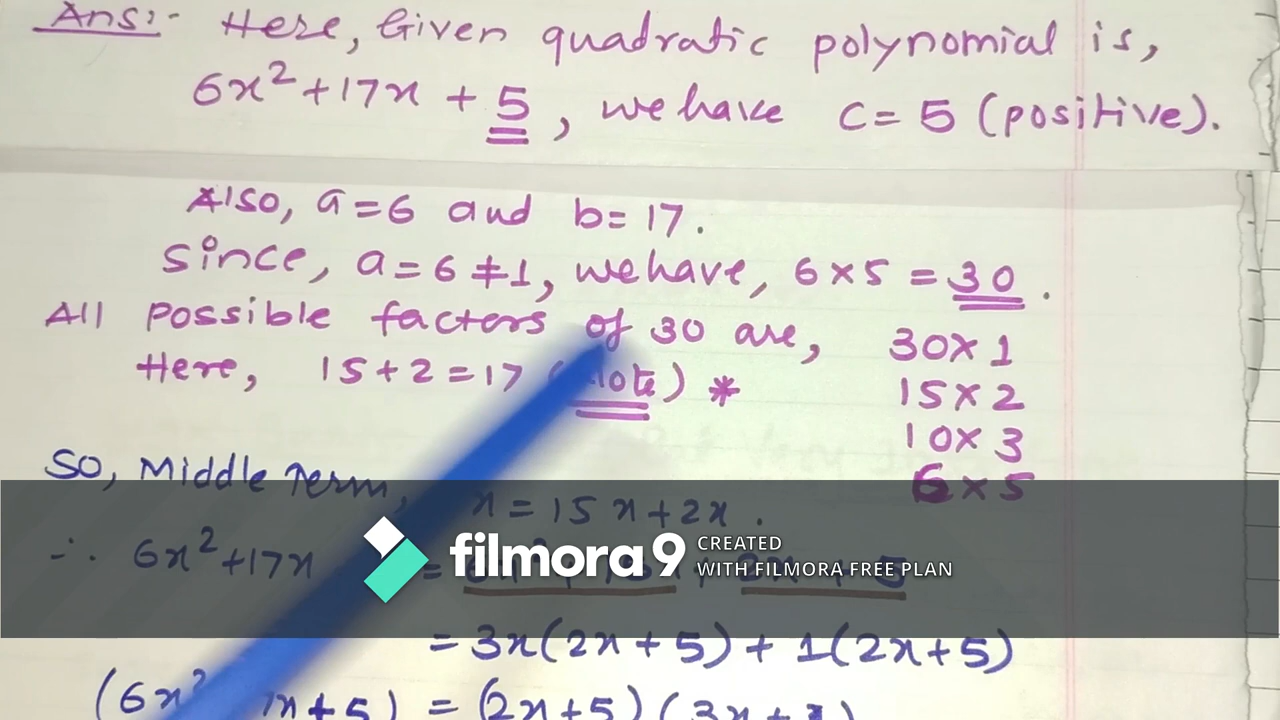 Ans:- Here, Given quadratic polynomial is,
6x² + 17x + 5, we have c = 5 (positive).
Also, a = 6 and b = 17.
Since, a = 6 ≠ 1, we have, 6 × 5 = 30.
All possible factors of 30 are,
30 × 1
Here, 15 + 2 = 17 (Note) *
15 × 2
10 × 3
6 × 5
So, Middle Term, x = 15x + 2x.
∴ 6x² + 17x =
filmora 9 CREATED
WITH FILMORA FREE PLAN
= 3x(2x + 5) + 1(2x + 5)
(6x² x + 5) = (2x + 5) (3x + 1)